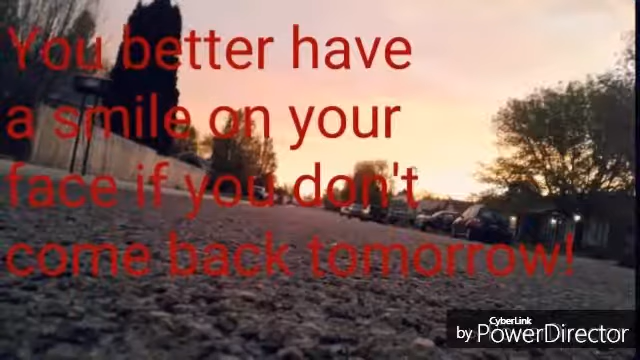 You better have
a smile on your
face if you don't
come back tomorrow!
CyberLink
by PowerDirector